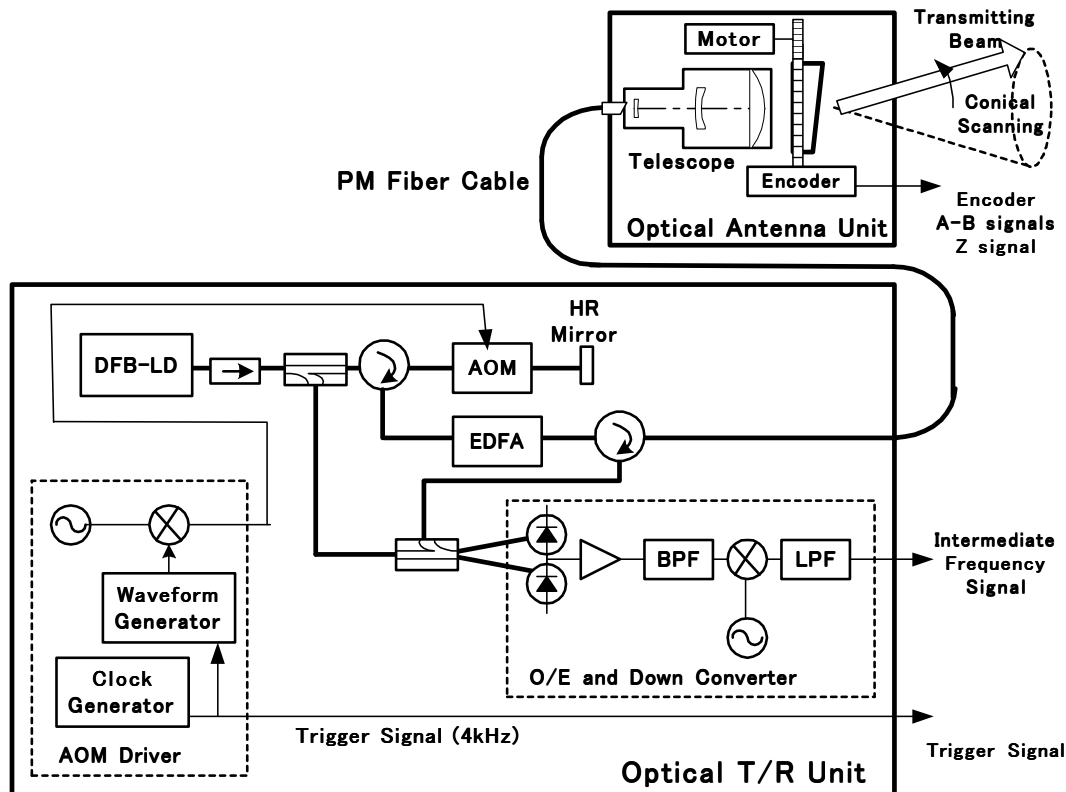 Transmitting
Beam
Motor
Conical
Scanning
Telescope
PM Fiber Cable
Encoder
Encoder
A-B signals
Z signal
Optical Antenna Unit
HR
Mirror
DFB-LD
AOM
EDFA
Intermediate
Frequency
Signal
BPF
LPF
Waveform
Generator
O/E and Down Converter
Clock
Generator
Trigger Signal (4kHz)
Trigger Signal
AOM Driver
Optical T/R Unit